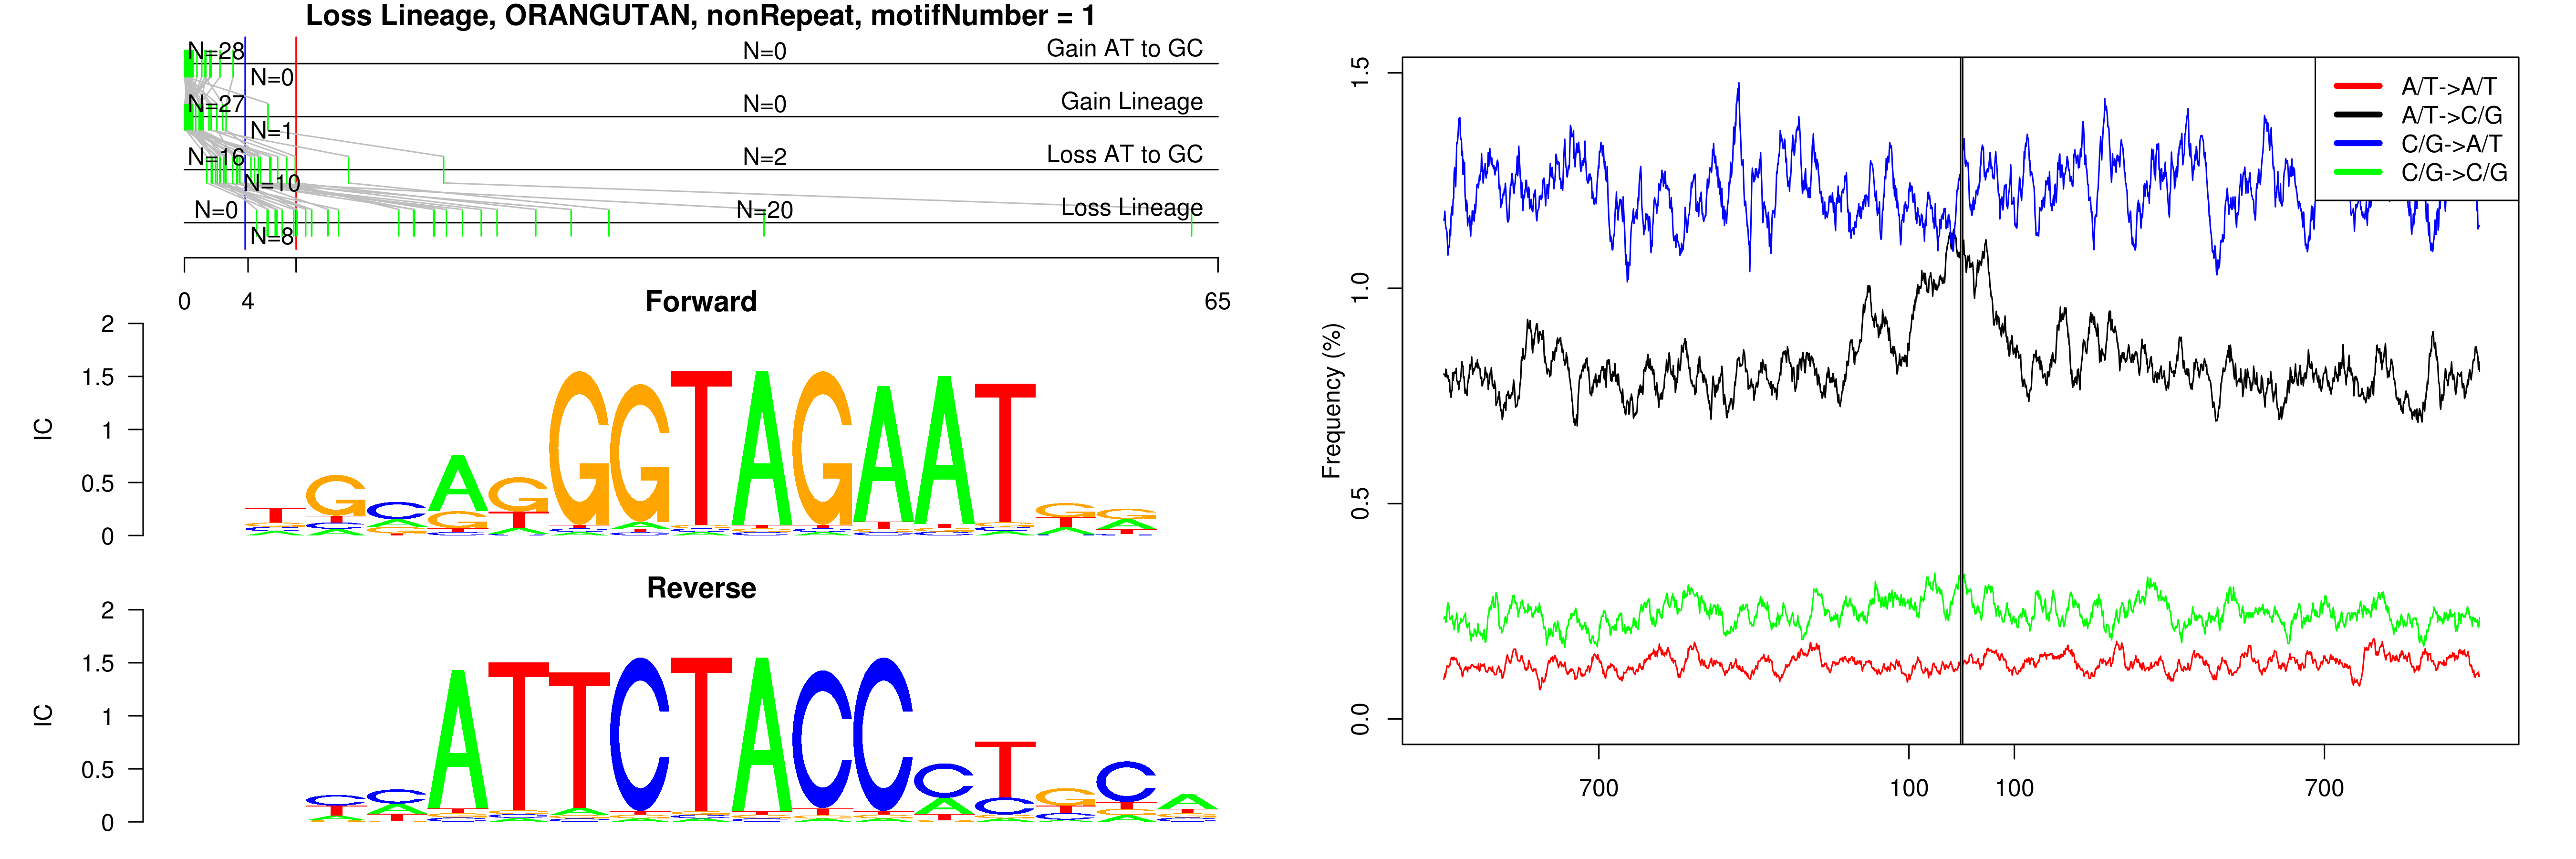 Loss Lineage, ORANGUTAN, nonRepeat, motifNumber = 1
N=28 N=0 Gain AT to GC
N=0
N=27 N=0 Gain Lineage
N=1
N=16 N=2 Loss AT to GC
N=10
N=0 N=20 Loss Lineage
N=8
0 4 65
Forward
IC
2
1.5
1
0.5
0
TGCAGGGTAGAATGG
Reverse
IC
2
1.5
1
0.5
0
CCATTCTACCCTGCA
Frequency (%)
1.5
1.0
0.5
0.0
700 100 100 700
A/T->A/T
A/T->C/G
C/G->A/T
C/G->C/G